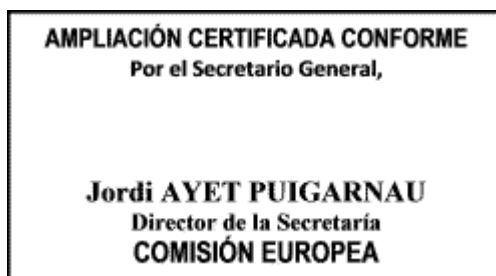 AMPLIACIÓN CERTIFICADA CONFORME
Por el Secretario General,
Jordi AYET PUIGARNAU
Director de la Secretaría
COMISIÓN EUROPEA